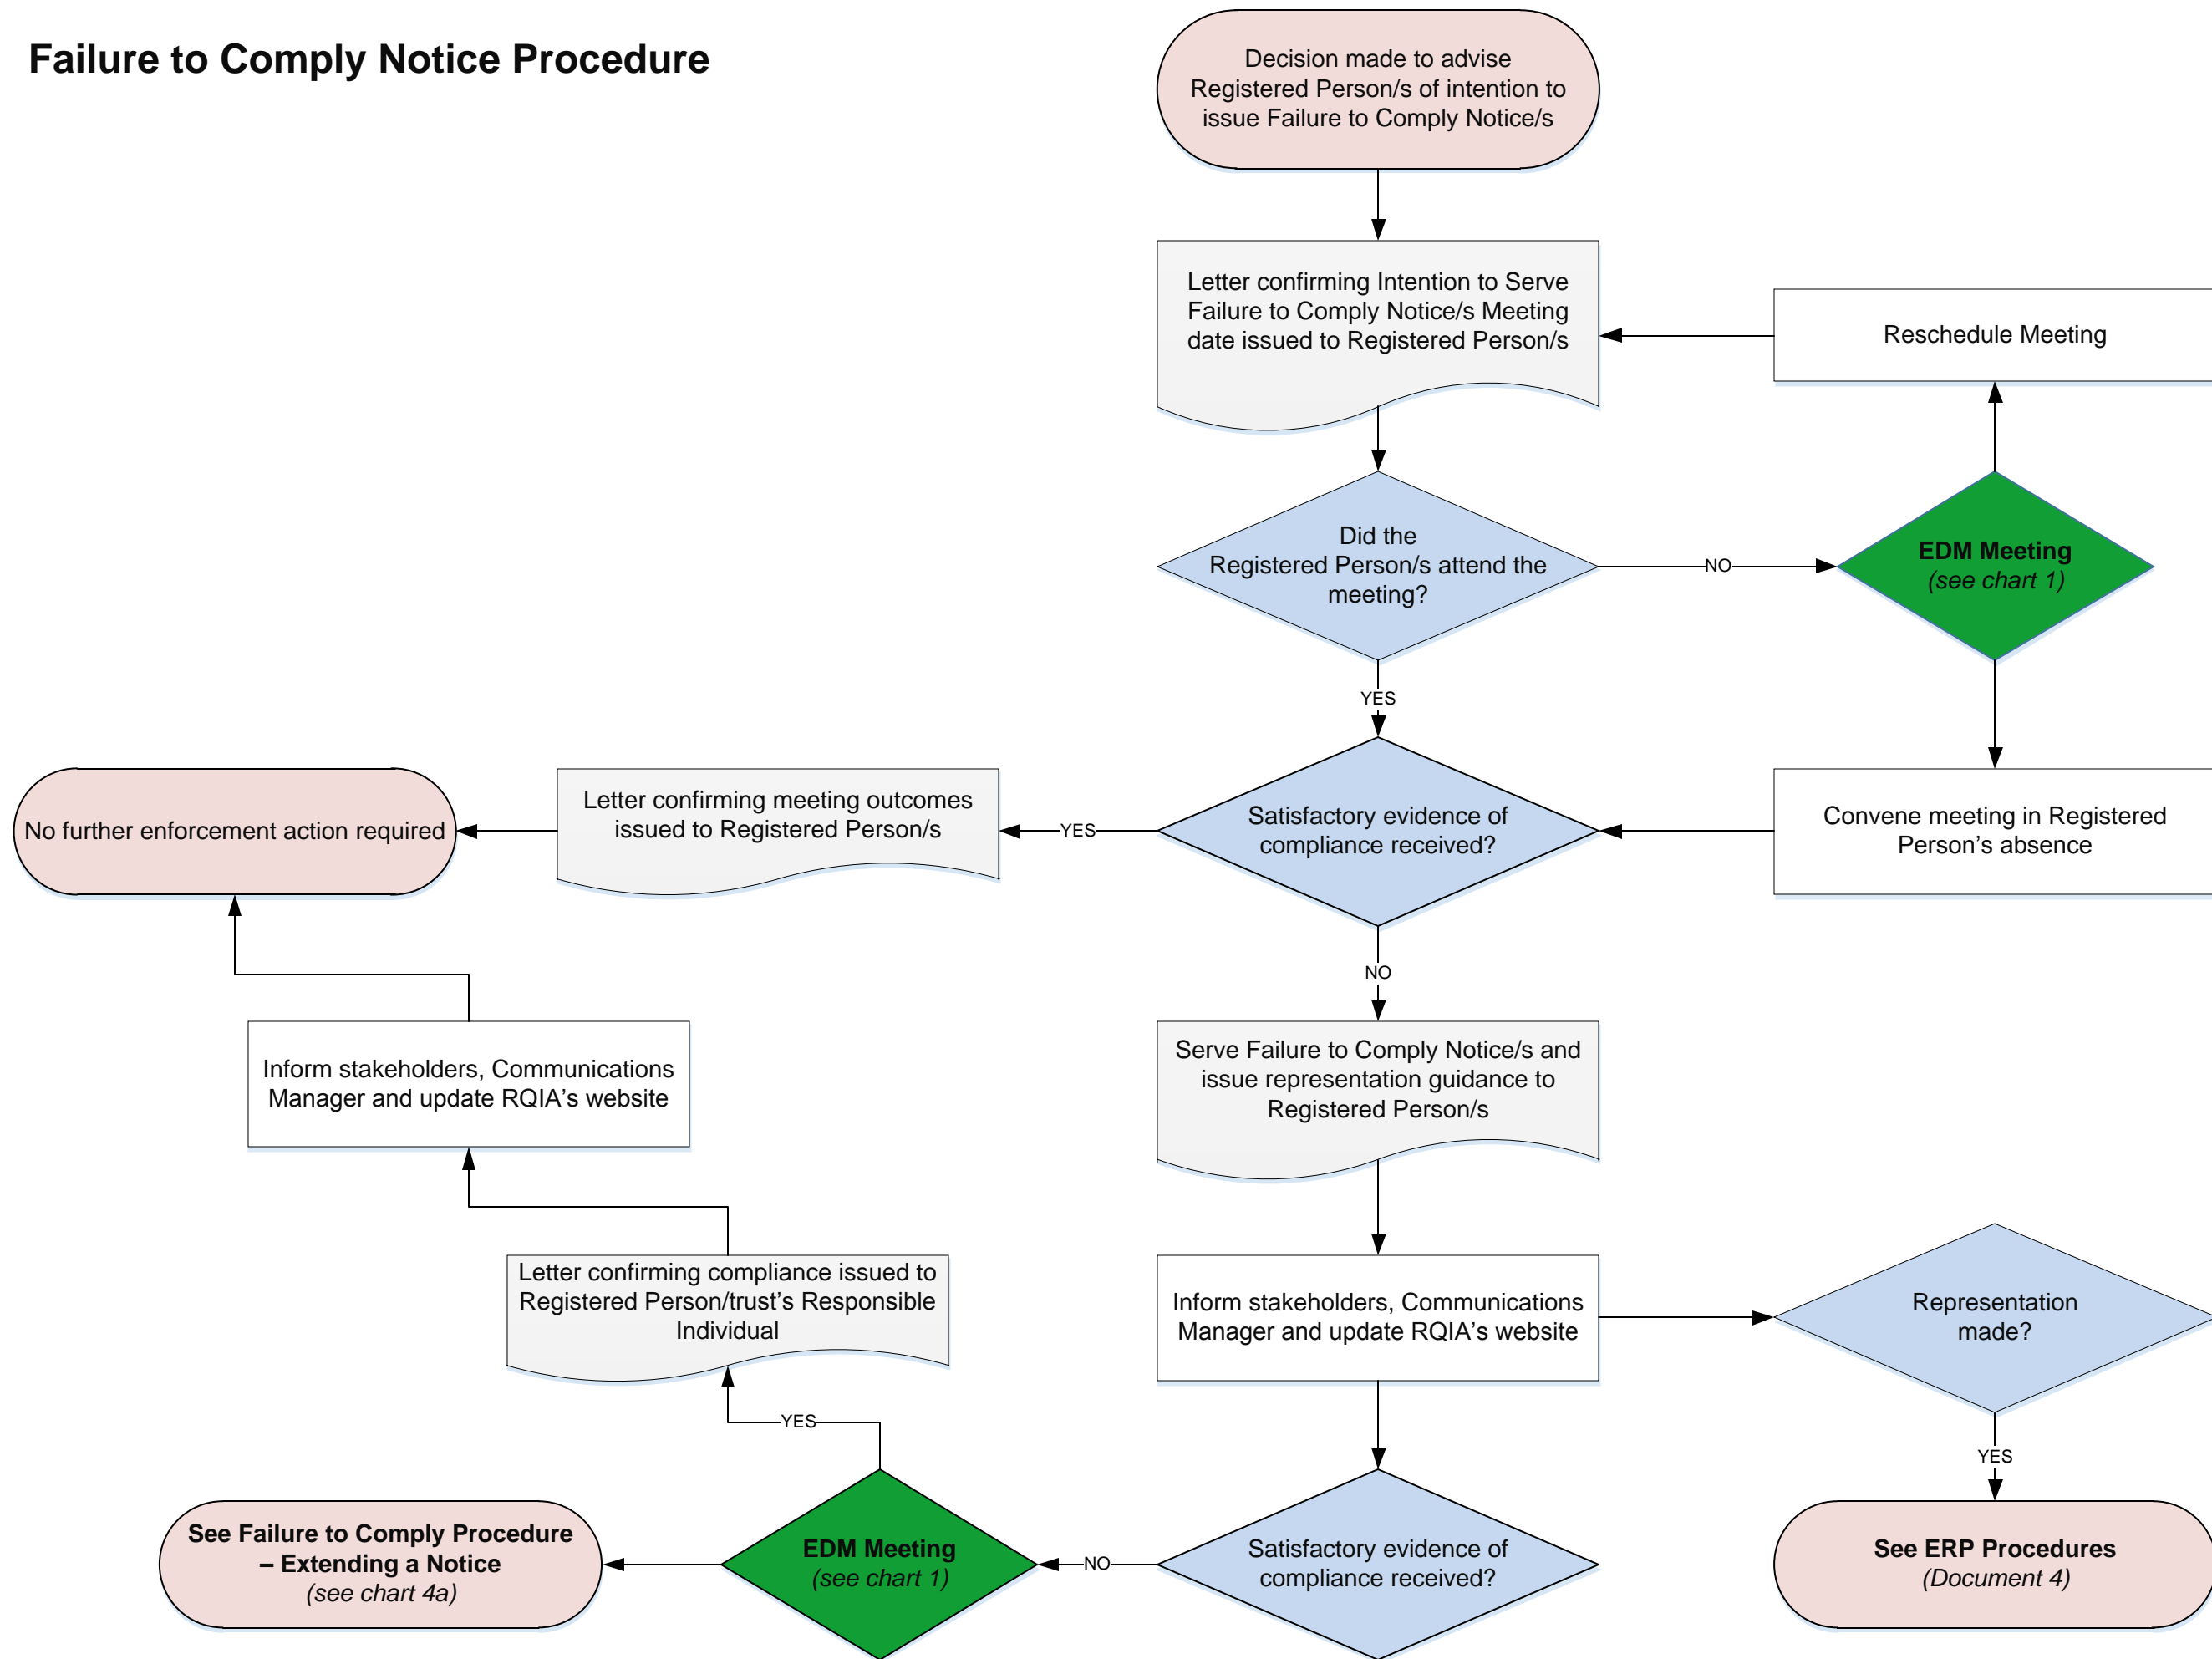 Failure to Comply Notice Procedure
Decision made to advise
Registered Person/s of intention to
issue Failure to Comply Notice/s
Letter confirming Intention to Serve
Failure to Comply Notice/s Meeting
date issued to Registered Person/s
Reschedule Meeting
Did the
Registered Person/s attend the
meeting?
NO
EDM Meeting
(see chart 1)
YES
No further enforcement action required
Letter confirming meeting outcomes
issued to Registered Person/s
YES
Satisfactory evidence of
compliance received?
Convene meeting in Registered
Person’s absence
NO
Inform stakeholders, Communications
Manager and update RQIA’s website
Serve Failure to Comply Notice/s and
issue representation guidance to
Registered Person/s
Letter confirming compliance issued to
Registered Person/trust’s Responsible
Individual
Inform stakeholders, Communications
Manager and update RQIA’s website
Representation
made?
YES
YES
See Failure to Comply Procedure
– Extending a Notice
(see chart 4a)
EDM Meeting
(see chart 1)
NO
Satisfactory evidence of
compliance received?
See ERP Procedures
(Document 4)